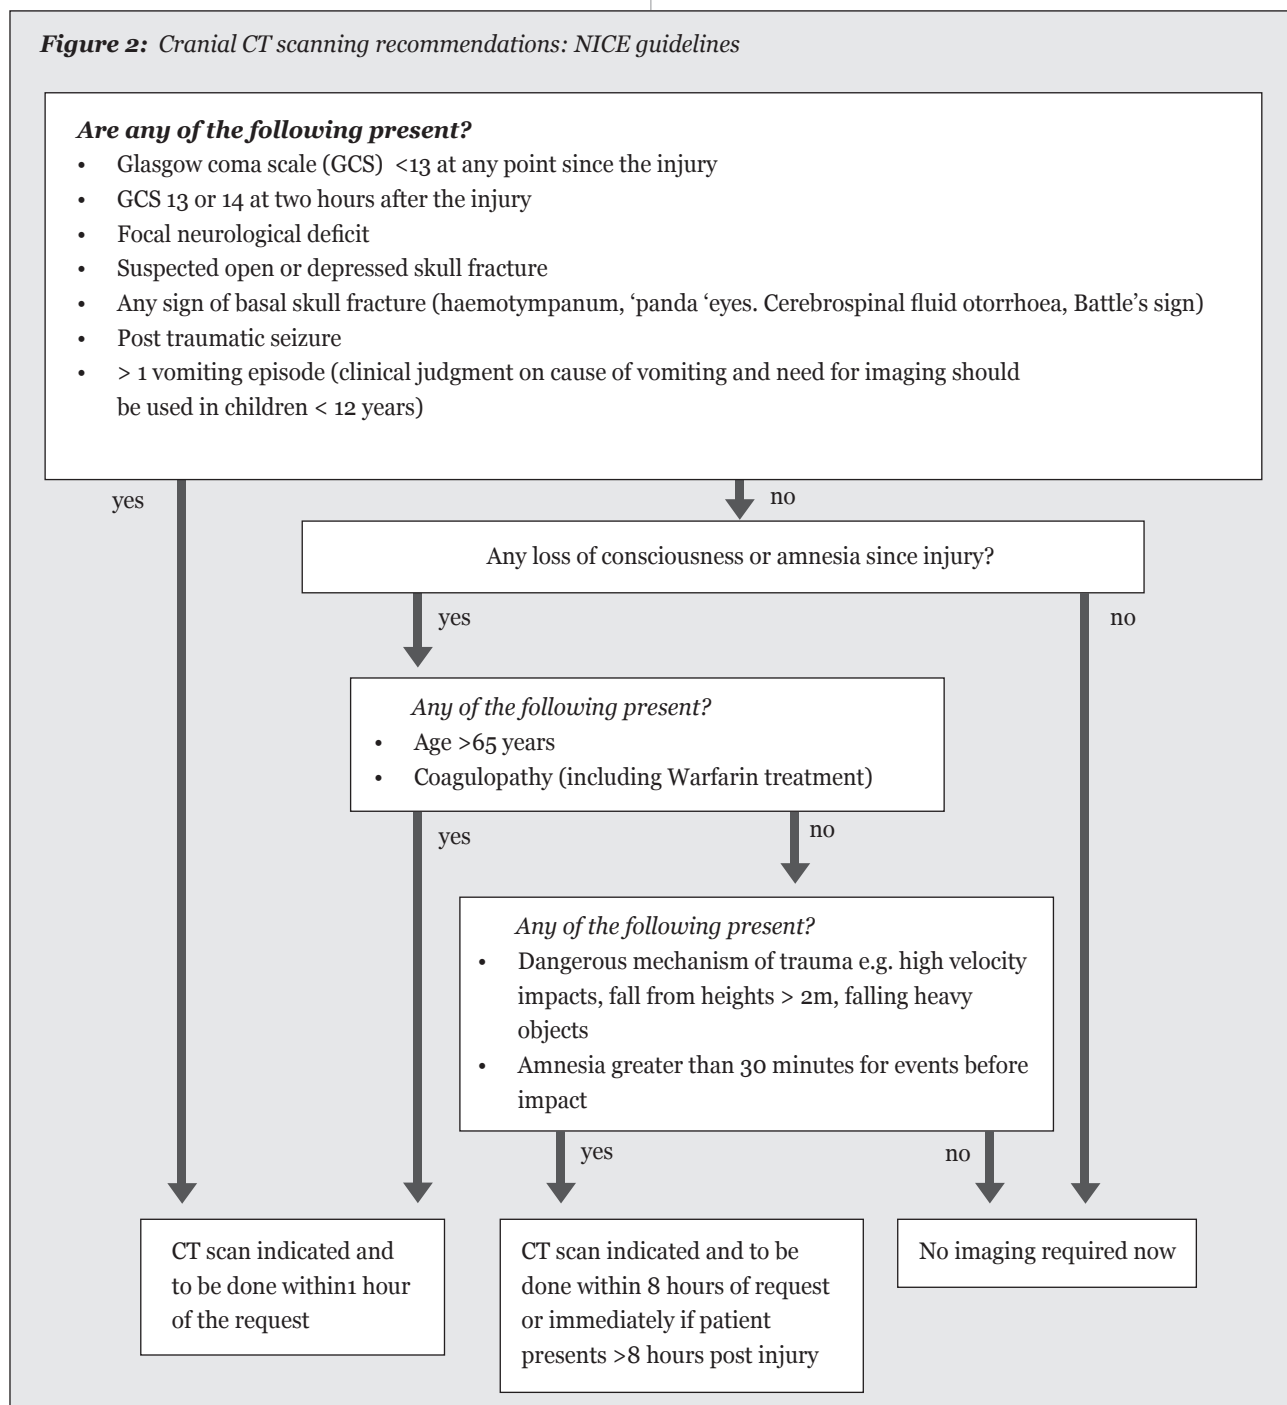 Figure 2: Cranial CT scanning recommendations: NICE guidelines
Are any of the following present?
• Glasgow coma scale (GCS) <13 at any point since the injury
• GCS 13 or 14 at two hours after the injury
• Focal neurological deficit
• Suspected open or depressed skull fracture
• Any sign of basal skull fracture (haemotympanum, ‘panda ‘eyes. Cerebrospinal fluid otorrhoea, Battle’s sign)
• Post traumatic seizure
• > 1 vomiting episode (clinical judgment on cause of vomiting and need for imaging should
be used in children < 12 years)
yes
no
Any loss of consciousness or amnesia since injury?
yes
no
Any of the following present?
• Age >65 years
• Coagulopathy (including Warfarin treatment)
yes
no
Any of the following present?
• Dangerous mechanism of trauma e.g. high velocity
impacts, fall from heights > 2m, falling heavy
objects
• Amnesia greater than 30 minutes for events before
impact
yes
no
CT scan indicated and
to be done within1 hour
of the request
CT scan indicated and to be
done within 8 hours of request
or immediately if patient
presents >8 hours post injury
No imaging required now